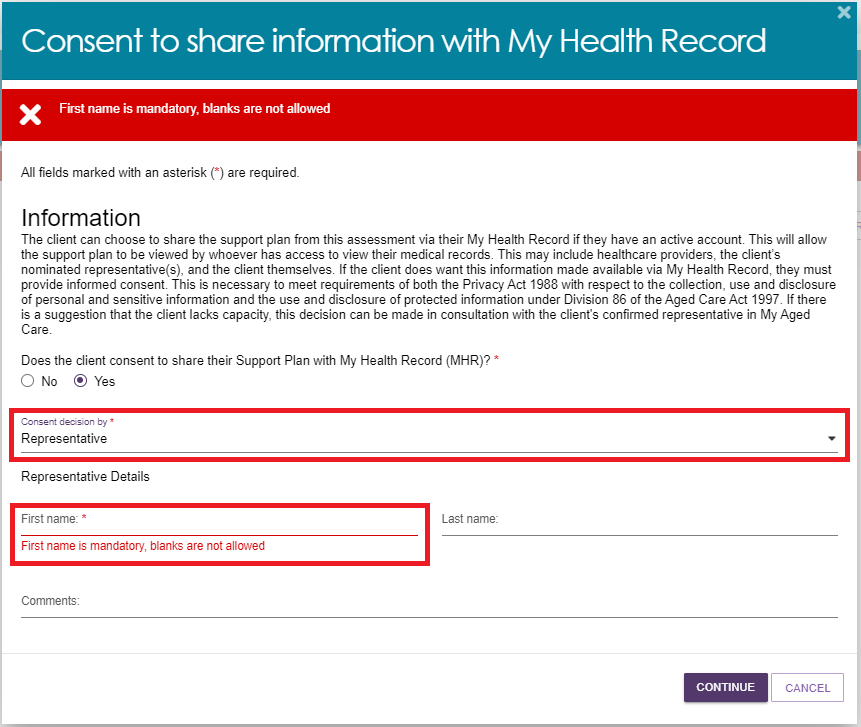 Consent to share information with My Health Record
First name is mandatory, blanks are not allowed
All fields marked with an asterisk (*) are required.
Information
The client can choose to share the support plan from this assessment via their My Health Record if they have an active account. This will allow
the support plan to be viewed by whoever has access to view their medical records. This may include healthcare providers, the client's
nominated representative(s), and the client themselves. If the client does want this information made available via My Health Record, they must
provide informed consent. This is necessary to meet requirements of both the Privacy Act 1988 with respect to the collection, use and disclosure
of personal and sensitive information and the use and disclosure of protected information under Division 86 of the Aged Care Act 1997. If there
is a suggestion that the client lacks capacity, this decision can be made in consultation with the client's confirmed representative in My Aged
Care.
Does the client consent to share their Support Plan with My Health Record (MHR)? *
No Yes
Consent decision by *
Representative
Representative Details
First name: * Last name:
First name is mandatory, blanks are not allowed
Comments:
CONTINUE CANCEL